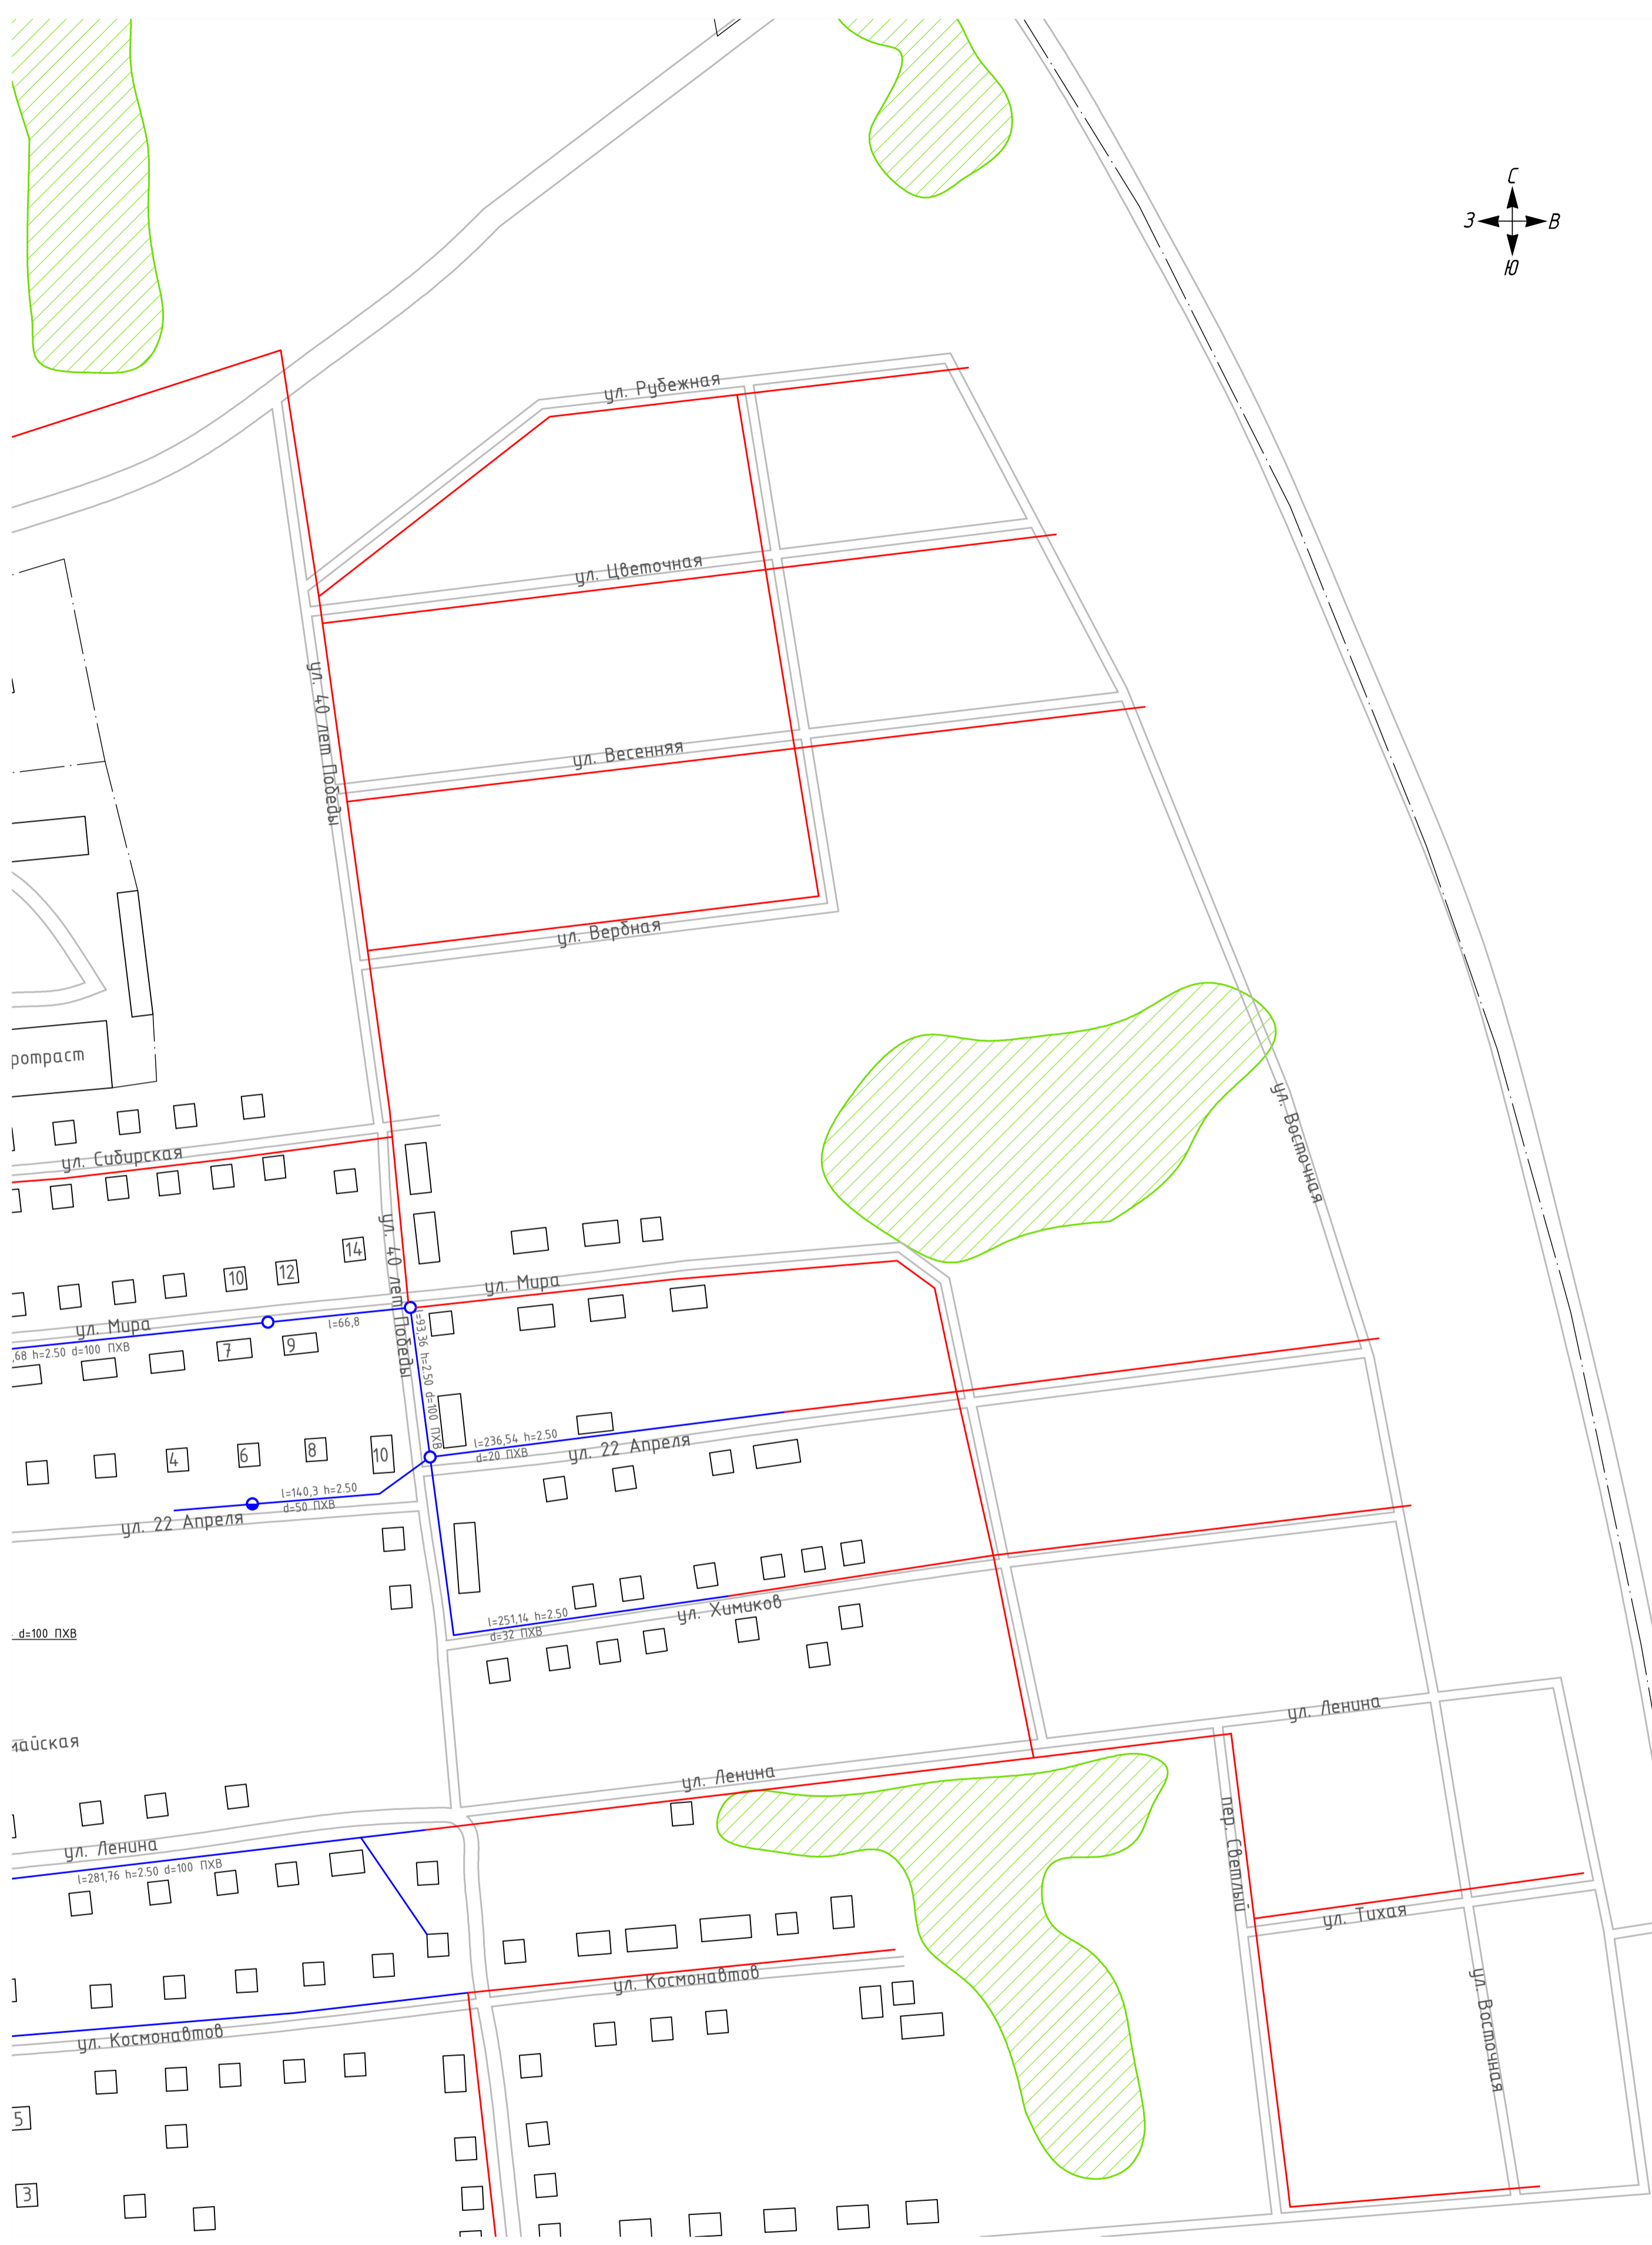 С
З
В
Ю
ул. Рубежная
ул. Цветочная
ул. 40 лет Победы
ул. Весенняя
ул. Вербная
ротраст
ул. Восточная
ул. Сибирская
14
10
12
ул. 40 лет Победы
ул. Мира
ул. Мира
l=66,8
,68 h=2.50 d=100 ПХВ
7
9
l=93,36 h=2.50 d=100 ПХВ
4
6
8
10
l=236,54 h=2.50
d=20 ПХВ
ул. 22 Апреля
l=140,3 h=2.50
d=50 ПХВ
ул. 22 Апреля
l=251,14 h=2.50
d=32 ПХВ
ул. Химиков
d=100 ПХВ
майская
ул. Ленина
ул. Ленина
ул. Ленина
l=281,76 h=2.50 d=100 ПХВ
пер. Светлый
ул. Тихая
ул. Космонавтов
ул. Космонавтов
ул. Восточная
5
3